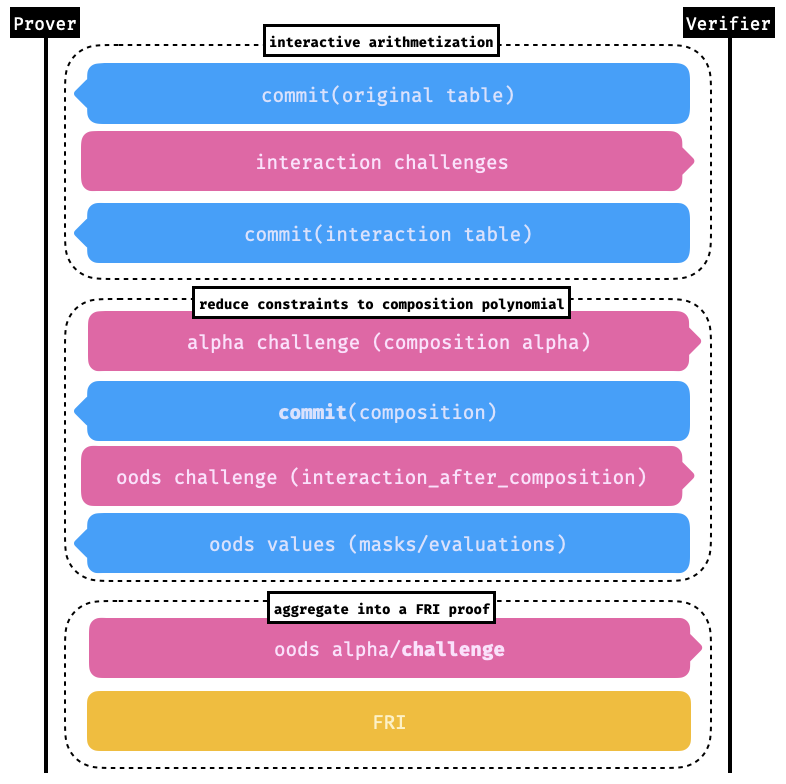 Prover
Verifier
interactive arithmetization
commit(original table)
interaction challenges
commit(interaction table)
reduce constraints to composition polynomial
alpha challenge (composition alpha)
commit(composition)
oods challenge (interaction_after_composition)
oods values (masks/evaluations)
aggregate into a FRI proof
oods alpha/challenge
FRI